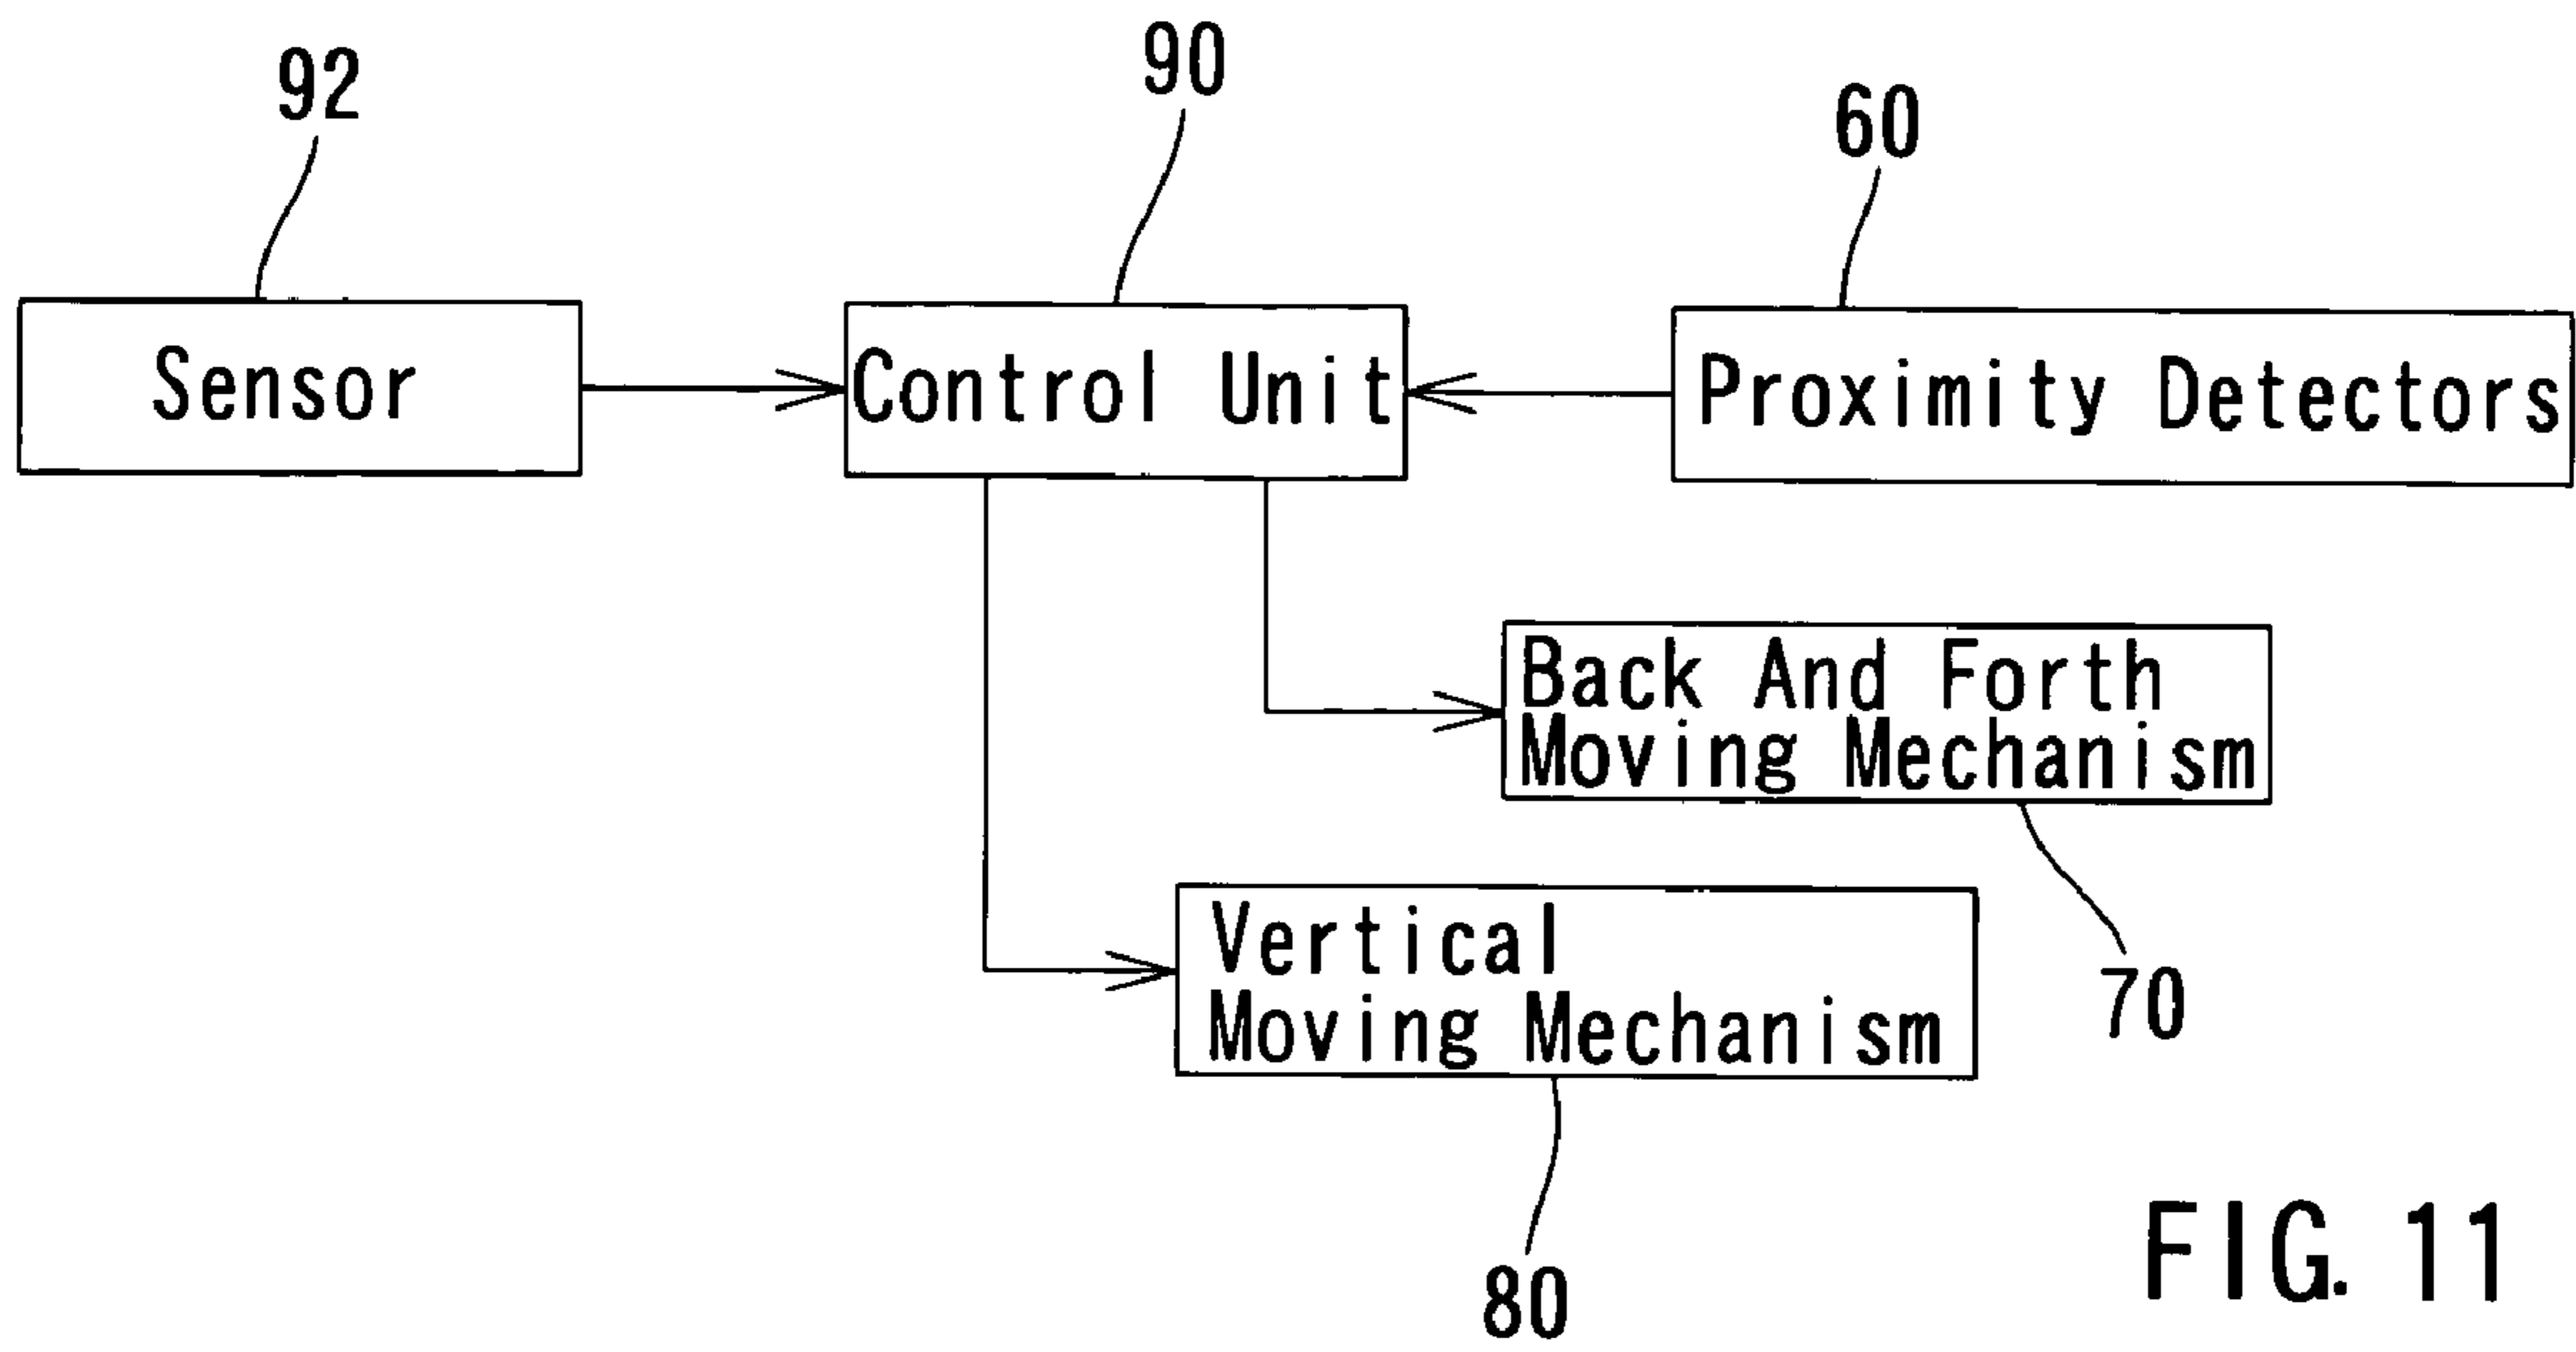 92
90
60
Sensor
Control Unit
Proximity Detectors
Back And Forth
Moving Mechanism
Vertical
Moving Mechanism
70
80
FIG. 11